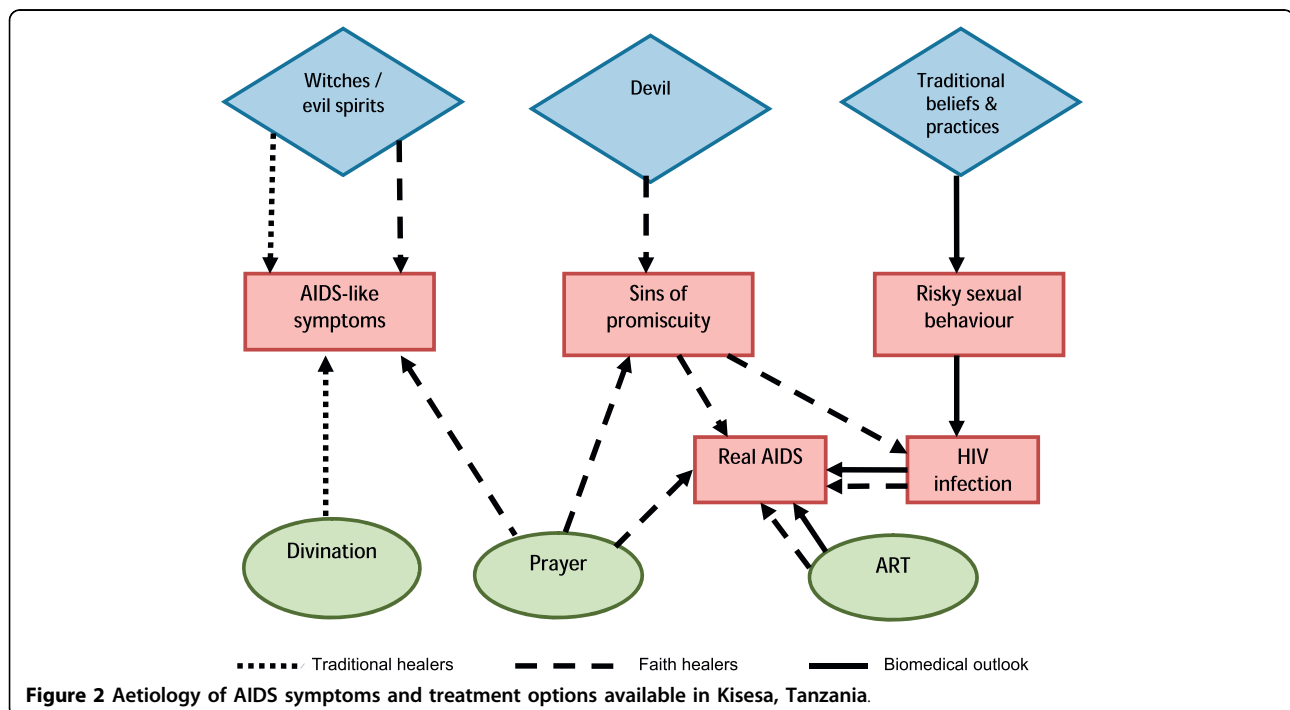 Witches /
evil spirits
Devil
Traditional
beliefs &
practices
AIDS-like
symptoms
Sins of
promiscuity
Risky sexual
behaviour
Real AIDS
HIV
infection
Divination
Prayer
ART
Traditional healers
Faith healers
Biomedical outlook
Figure 2 Aetiology of AIDS symptoms and treatment options available in Kisesa, Tanzania.